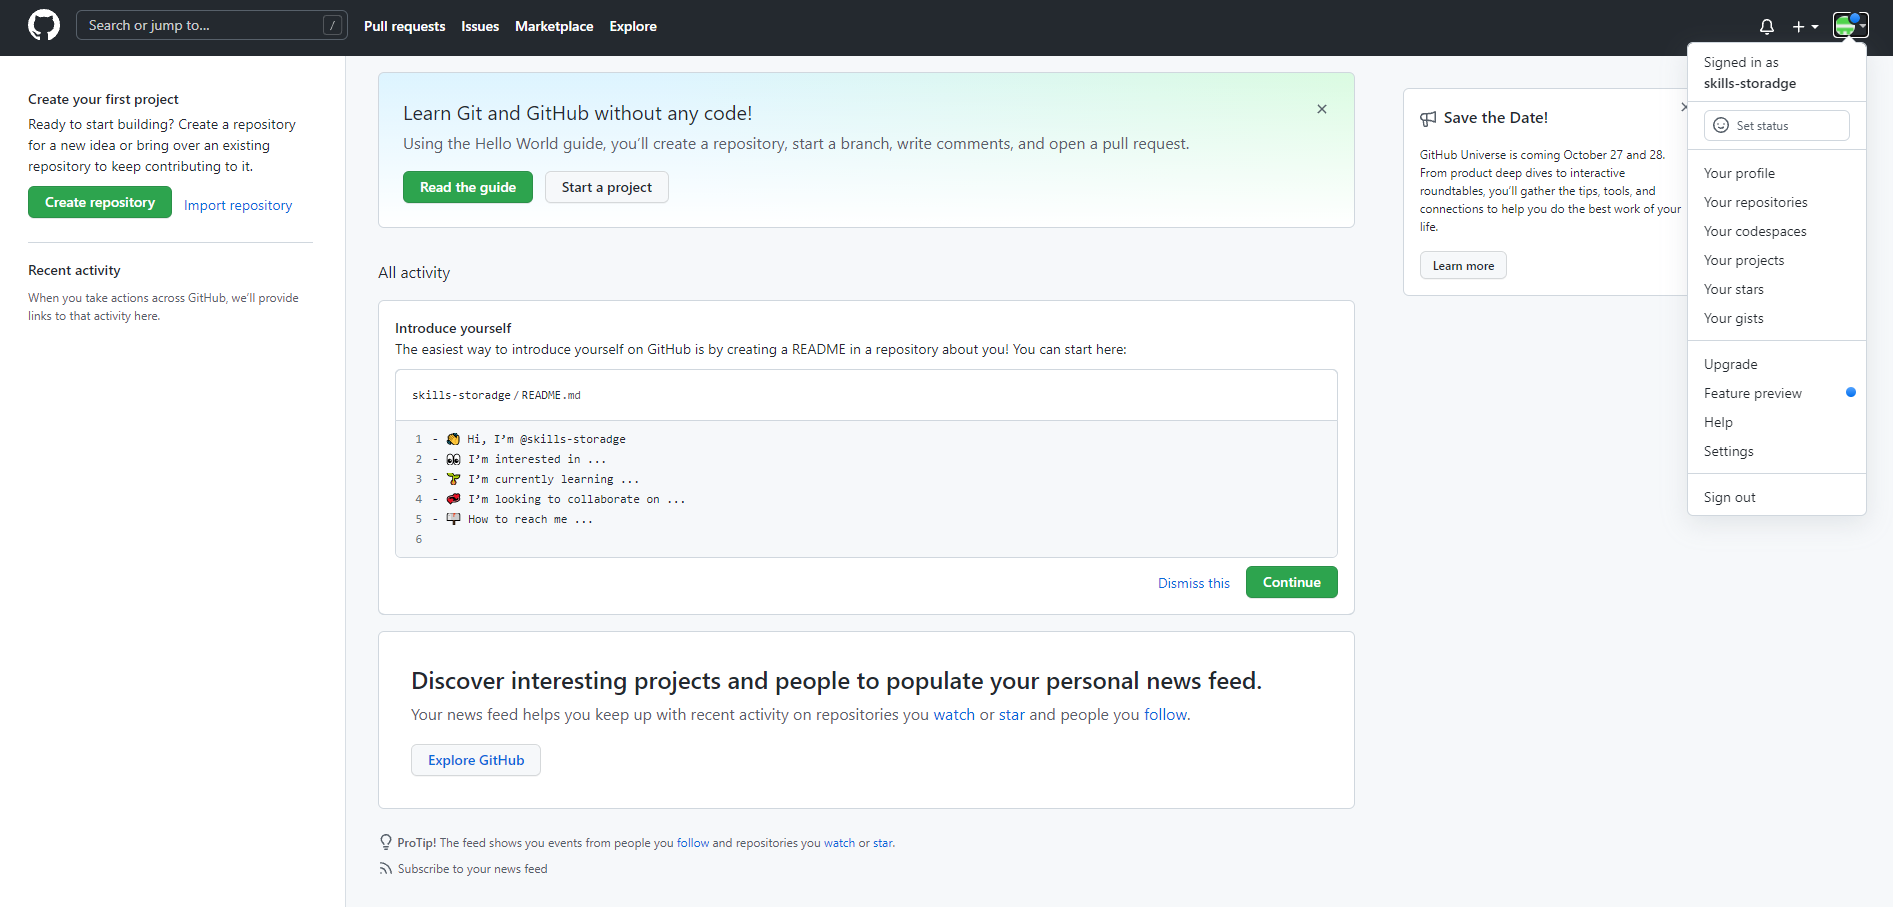 Search or jump to...
/
Pull requests
Issues
Marketplace
Explore
Create your first project
Ready to start building? Create a repository
for a new idea or bring over an existing
repository to keep contributing to it.
Create repository
Import repository
Recent activity
When you take actions across GitHub, we'll provide
links to that activity here.
Learn Git and GitHub without any code!
Using the Hello World guide, you'll create a repository, start a branch, write comments, and open a pull request.
Read the guide
Start a project
All activity
Introduce yourself
The easiest way to introduce yourself on GitHub is by creating a README in a repository about you! You can start here:
skills-storadge/README.md
1 - 👋 Hi, I'm @skills-storadge
2 - 👀 I'm interested in ...
3 - 🌱 I'm currently learning ...
4 - 💞️ I'm looking to collaborate on ...
5 - 📫 How to reach me ...
6
Dismiss this
Continue
Discover interesting projects and people to populate your personal news feed.
Your news feed helps you keep up with recent activity on repositories you watch or star and people you follow.
Explore GitHub
ProTip! The feed shows you events from people you follow and repositories you watch or star.
Subscribe to your news feed
Save the Date!
GitHub Universe is coming October 27 and 28.
From product deep dives to interactive
roundtables, you'll gather the tips, tools, and
connections to help you do the best work of your
life.
Learn more
Signed in as
skills-storadge
Set status
Your profile
Your repositories
Your codespaces
Your projects
Your stars
Your gists
Upgrade
Feature preview
Help
Settings
Sign out